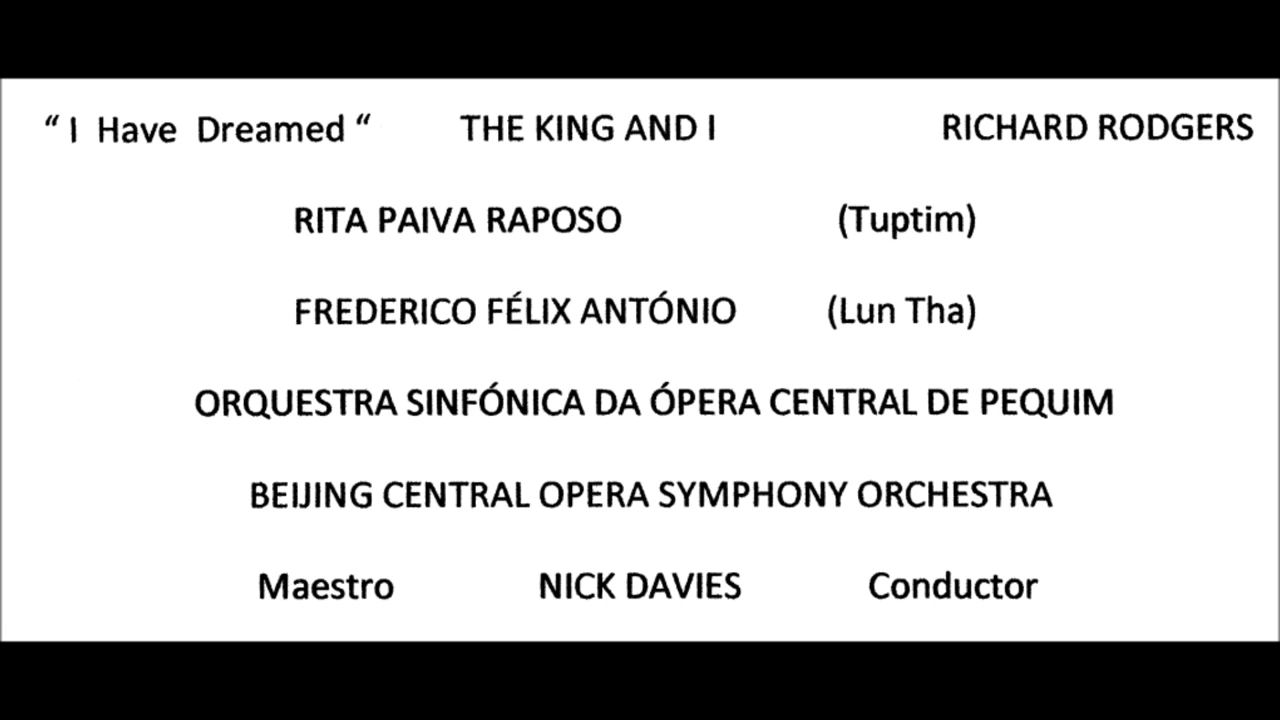 “ I Have Dreamed “ THE KING AND I RICHARD RODGERS
RITA PAIVA RAPOSO (Tuptim)
FREDERICO FÉLIX ANTÓNIO (Lun Tha)
ORQUESTRA SINFÓNICA DA ÓPERA CENTRAL DE PEQUIM
BEIJING CENTRAL OPERA SYMPHONY ORCHESTRA
Maestro NICK DAVIES Conductor